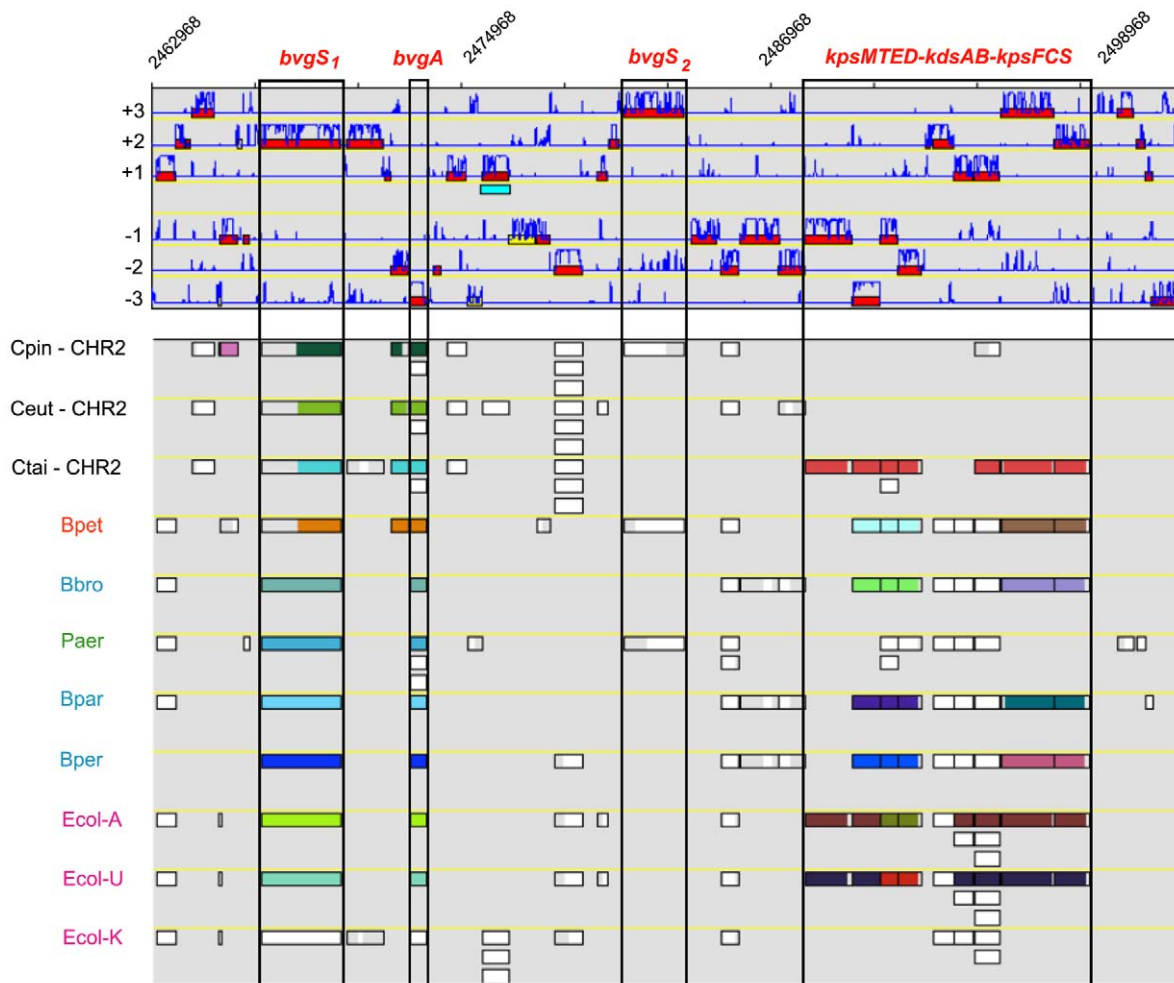 2462968
2474968
2486968
2498968
bvgS1
bvgA
bvgS2
kpsMTED-kdsAB-kpsFCS
+3
+2
+1
-1
-2
-3
Cpin - CHR2
Ceut - CHR2
Ctai - CHR2
Bpet
Bbro
Paer
Bpar
Bper
Ecol-A
Ecol-U
Ecol-K